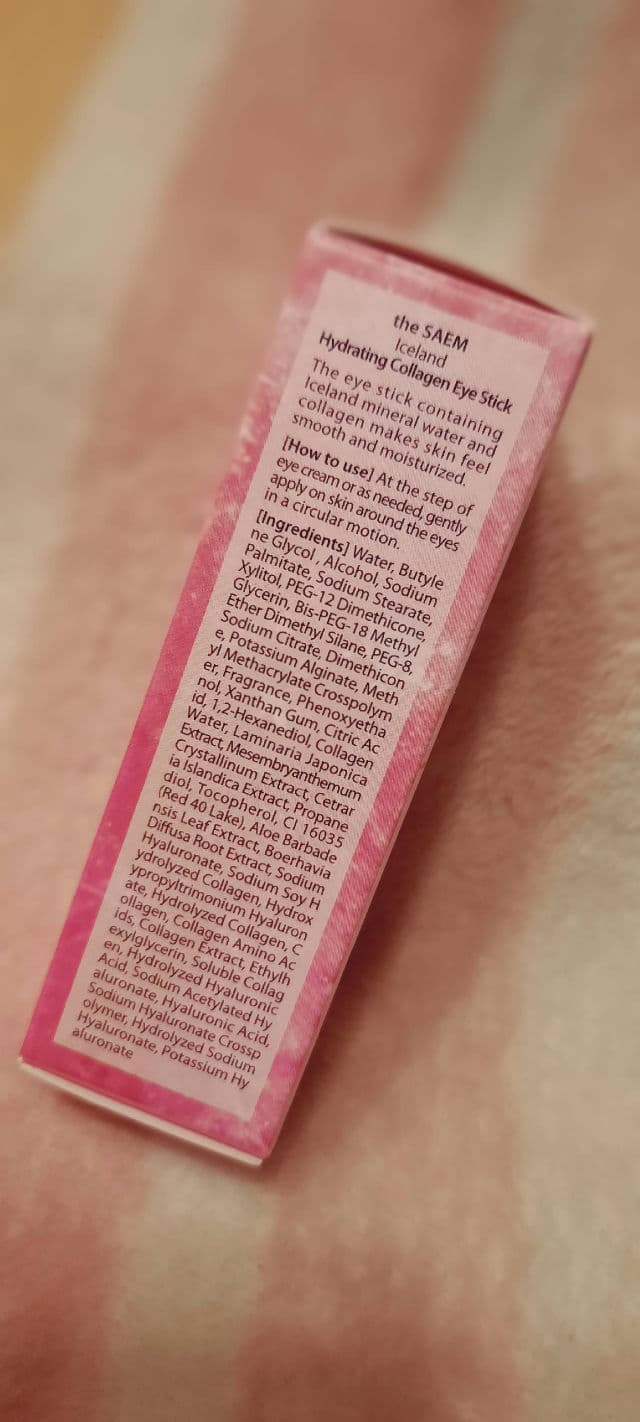 the SAEM
Iceland
Hydrating Collagen Eye Stick
The eye stick containing
Iceland mineral water and
collagen makes skin feel
smooth and moisturized.
[How to use] At the step of
eye cream or as needed, gently
apply on skin around the eyes
in a circular motion.
[Ingredients] Water, Butyle
ne Glycol , Alcohol, Sodium
Palmitate, Sodium Stearate,
Xylitol, PEG-12 Dimethicone,
Glycerin, Bis-PEG-18 Methyl
Ether Dimethyl Silane, PEG-8,
Sodium Citrate, Dimethicon
e, Potassium Alginate, Meth
yl Methacrylate Crosspolym
er, Fragrance, Phenoxyetha
nol, Xanthan Gum, Citric Ac
id, 1,2-Hexanediol, Collagen
Water, Laminaria Japonica
Extract, Mesembryanthemum
Crystallinum Extract, Cetrar
ia Islandica Extract, Propane
diol, Tocopherol, CI 16035
(Red 40 Lake), Aloe Barbade
nsis Leaf Extract, Boerhavia
Diffusa Root Extract, Sodium
Hyaluronate, Sodium Soy H
ydrolyzed Collagen, Hydrox
ypropyltrimonium Hyaluron
ate, Hydrolyzed Collagen, C
ollagen, Collagen Amino Ac
ids, Collagen Extract, Ethylh
exylglycerin, Soluble Collag
en, Hydrolyzed Hyaluronic
Acid, Sodium Acetylated Hy
aluronate, Hyaluronic Acid,
Sodium Hyaluronate Crossp
olymer, Hydrolyzed Sodium
Hyaluronate, Potassium Hy
aluronate